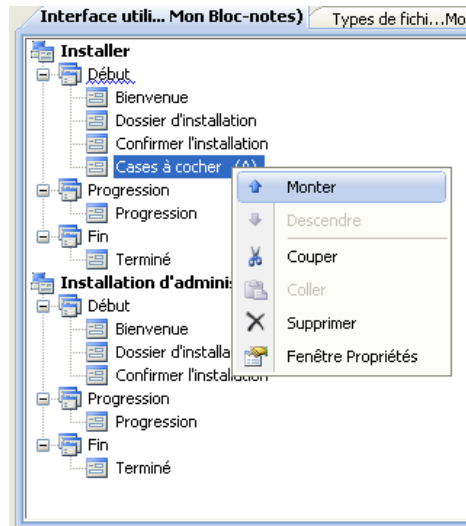 Interface utili... Mon Bloc-notes) Types de fichi...Mo
Installer
Début
Bienvenue
Dossier d'installation
Confirmer l'installation
Cases à cocher (A)
Monter
Progression
Descendre
Progression
Fin
Couper
Terminé
Installation d'adminis
Coller
Début
Bienvenue
Supprimer
Dossier d'installa
Fenêtre Propriétés
Confirmer l'installation
Progression
Progression
Fin
Terminé